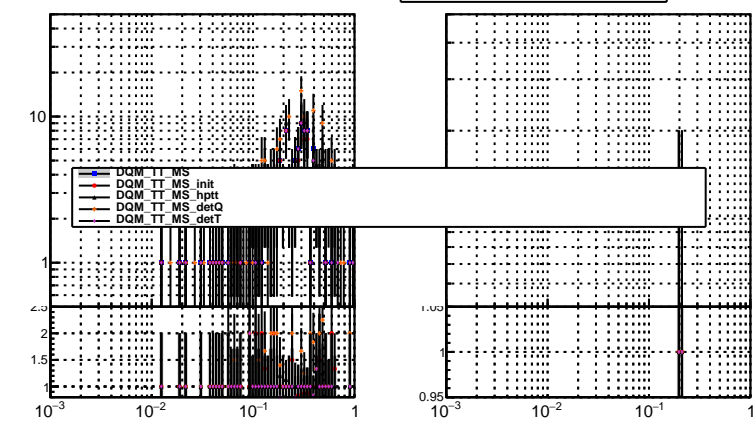 10
DQM_TT_MS
DQM_TT_MS_init
DQM_TT_MS_hptt
DQM_TT_MS_detQ
DQM_TT_MS_detT
1
2.5
2
1.5
1
10−3 10−2 10−1 1
1.05
1
0.95
10−3 10−2 10−1 1